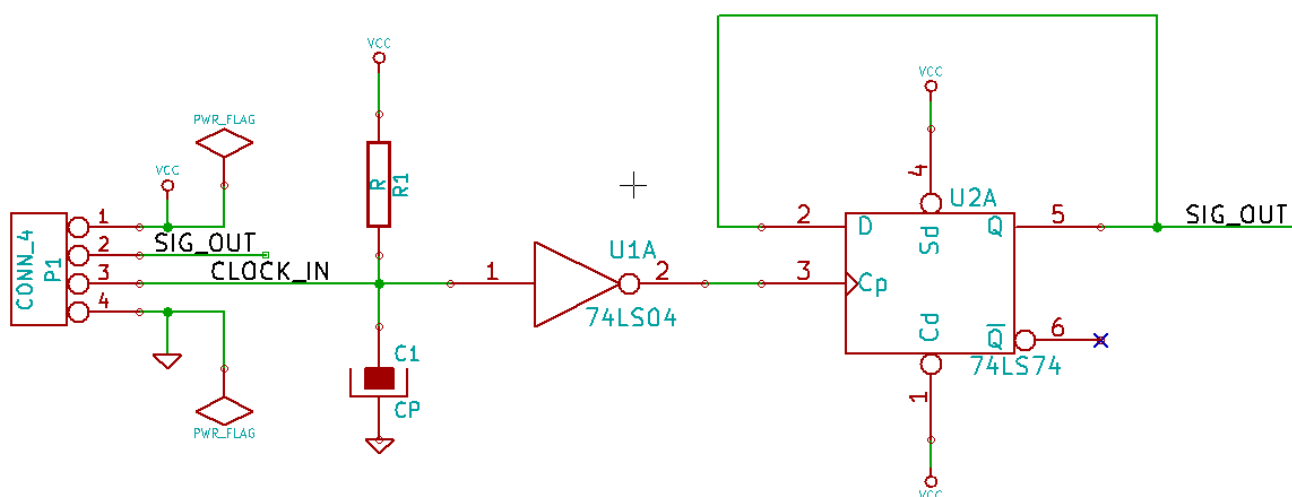 VCC
PWR_FLAG
VCC
1
2
3
4
CONN_4
P1
SIG_OUT
CLOCK_IN
PWR_FLAG
R
R1
C1
CP
1
U1A
2
74LS04
VCC
4
U2A
2
D
Sd
Q
5
SIG_OUT
3
Cp
Cd
Q
6
74LS74
1
VCC